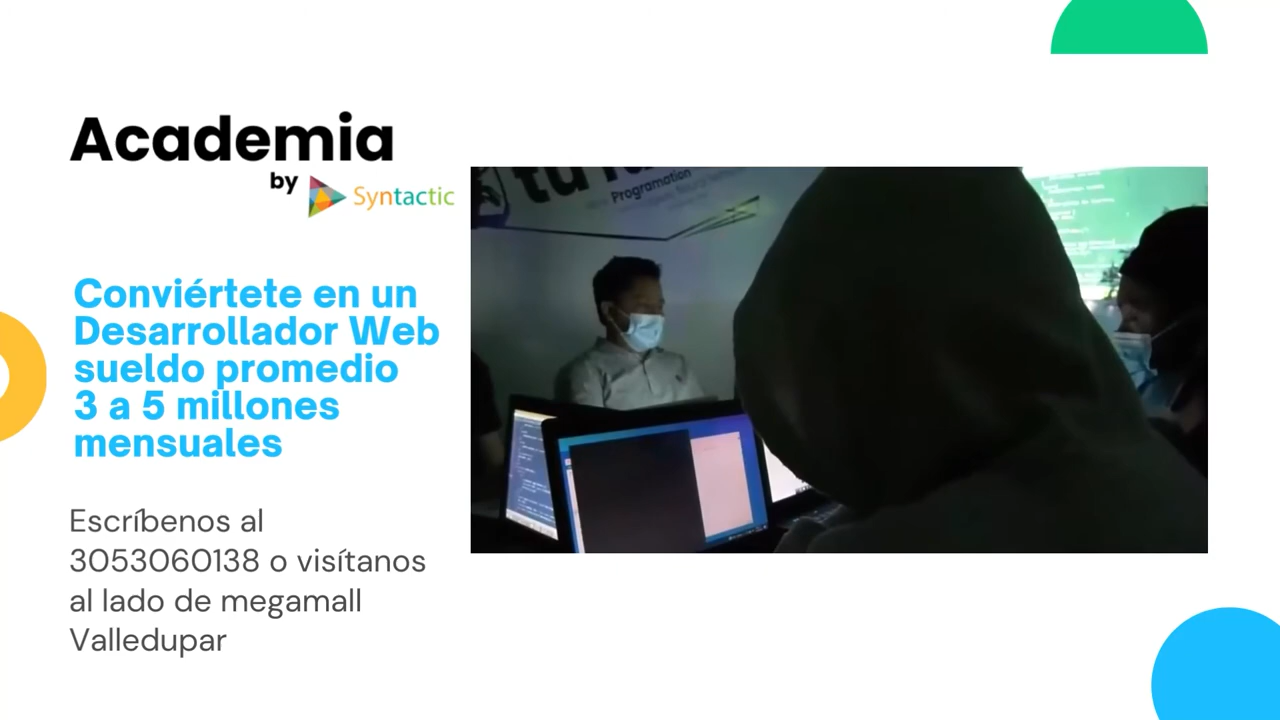 Academia
by Syntactic
Conviértete en un
Desarrollador Web
sueldo promedio
3 a 5 millones
mensuales
Escríbenos al
3053060138 o visítanos
al lado de megamall
Valledupar
tu
Programation